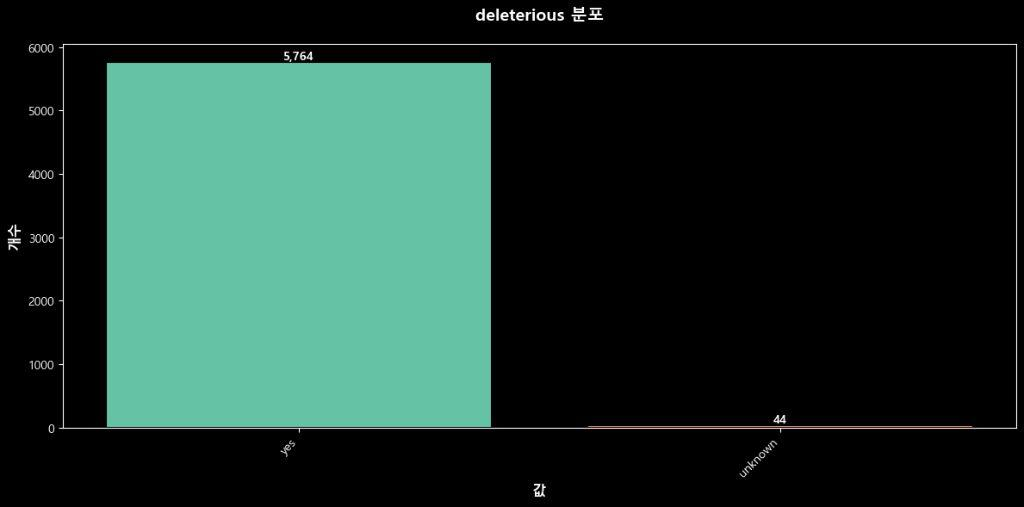 deleterious 분포
6000
5000
4000
3000
2000
1000
0
개수
5,764
44
yes
unknown
값